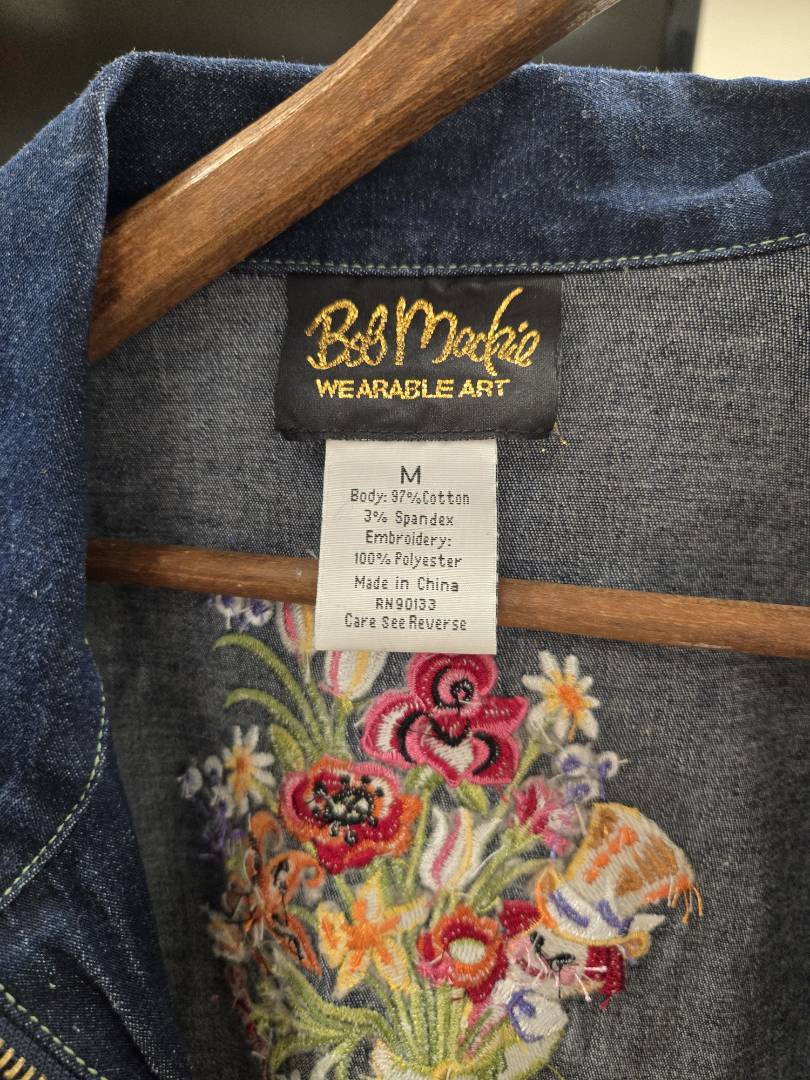 Bob Mackie
WEARABLE ART
M
Body: 97%Cotton
3% Spandex
Embroidery:
100% Polyester
Made in China
RN90133
Care See Reverse